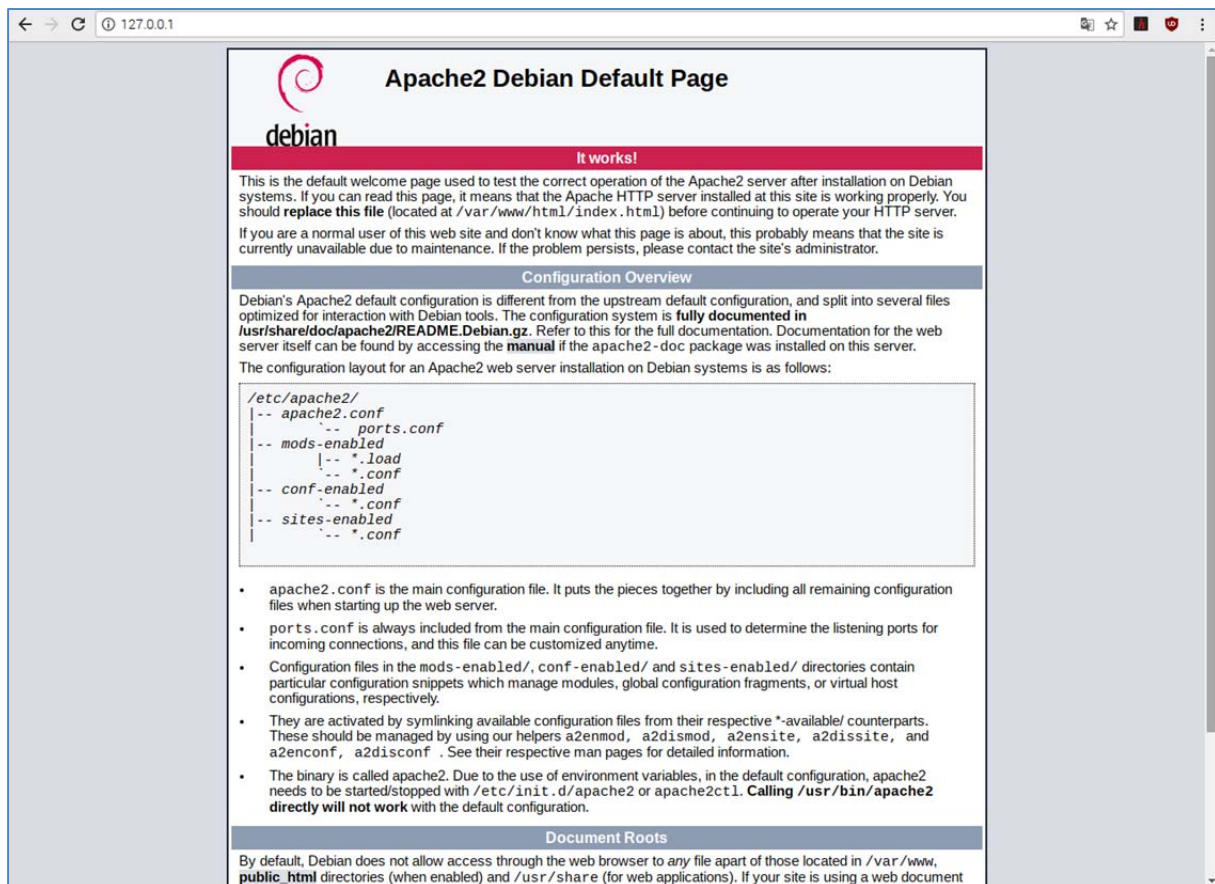 127.0.0.1
debian
Apache2 Debian Default Page
It works!
This is the default welcome page used to test the correct operation of the Apache2 server after installation on Debian
systems. If you can read this page, it means that the Apache HTTP server installed at this site is working properly. You
should replace this file (located at /var/www/html/index.html) before continuing to operate your HTTP server.
If you are a normal user of this web site and don't know what this page is about, this probably means that the site is
currently unavailable due to maintenance. If the problem persists, please contact the site's administrator.
Configuration Overview
Debian's Apache2 default configuration is different from the upstream default configuration, and split into several files
optimized for interaction with Debian tools. The configuration system is fully documented in
/usr/share/doc/apache2/README.Debian.gz. Refer to this for the full documentation. Documentation for the web
server itself can be found by accessing the manual if the apache2-doc package was installed on this server.
The configuration layout for an Apache2 web server installation on Debian systems is as follows:
/etc/apache2/
|-- apache2.conf
|       `--  ports.conf
|-- mods-enabled
|       |-- *.load
|       `-- *.conf
|-- conf-enabled
|       `-- *.conf
|-- sites-enabled
|       `-- *.conf
• apache2.conf is the main configuration file. It puts the pieces together by including all remaining configuration
files when starting up the web server.
• ports.conf is always included from the main configuration file. It is used to determine the listening ports for
incoming connections, and this file can be customized anytime.
• Configuration files in the mods-enabled/, conf-enabled/ and sites-enabled/ directories contain
particular configuration snippets which manage modules, global configuration fragments, or virtual host
configurations, respectively.
• They are activated by symlinking available configuration files from their respective *-available/ counterparts.
These should be managed by using our helpers a2enmod, a2dismod, a2ensite, a2dissite, and
a2enconf, a2disconf . See their respective man pages for detailed information.
• The binary is called apache2. Due to the use of environment variables, in the default configuration, apache2
needs to be started/stopped with /etc/init.d/apache2 or apache2ctl. Calling /usr/bin/apache2
directly will not work with the default configuration.
Document Roots
By default, Debian does not allow access through the web browser to any file apart of those located in /var/www,
public_html directories (when enabled) and /usr/share (for web applications). If your site is using a web document